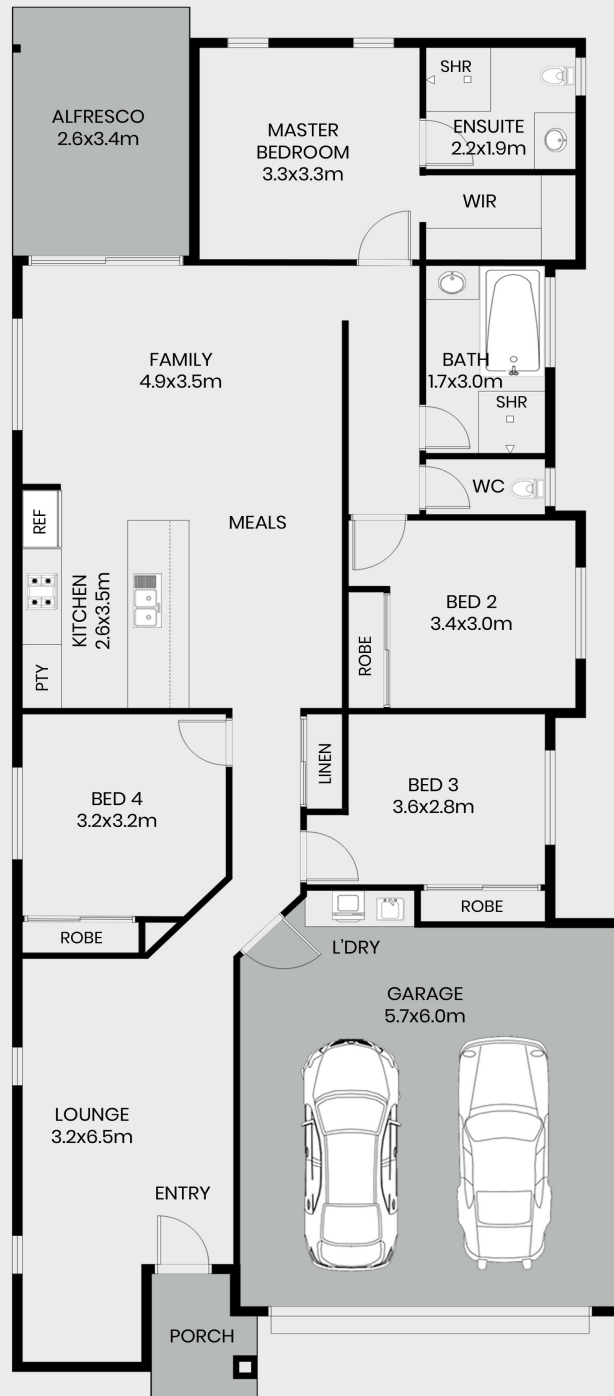 ALFRESCO
2.6x3.4m
MASTER
BEDROOM
3.3x3.3m
SHR
ENSUITE
2.2x1.9m
WIR
FAMILY
4.9x3.5m
BATH
1.7x3.0m
SHR
WC
REF
MEALS
KITCHEN
2.6x3.5m
PTY
BED 2
3.4x3.0m
ROBE
LINEN
BED 4
3.2x3.2m
BED 3
3.6x2.8m
ROBE
ROBE
L'DRY
GARAGE
5.7x6.0m
LOUNGE
3.2x6.5m
ENTRY
PORCH